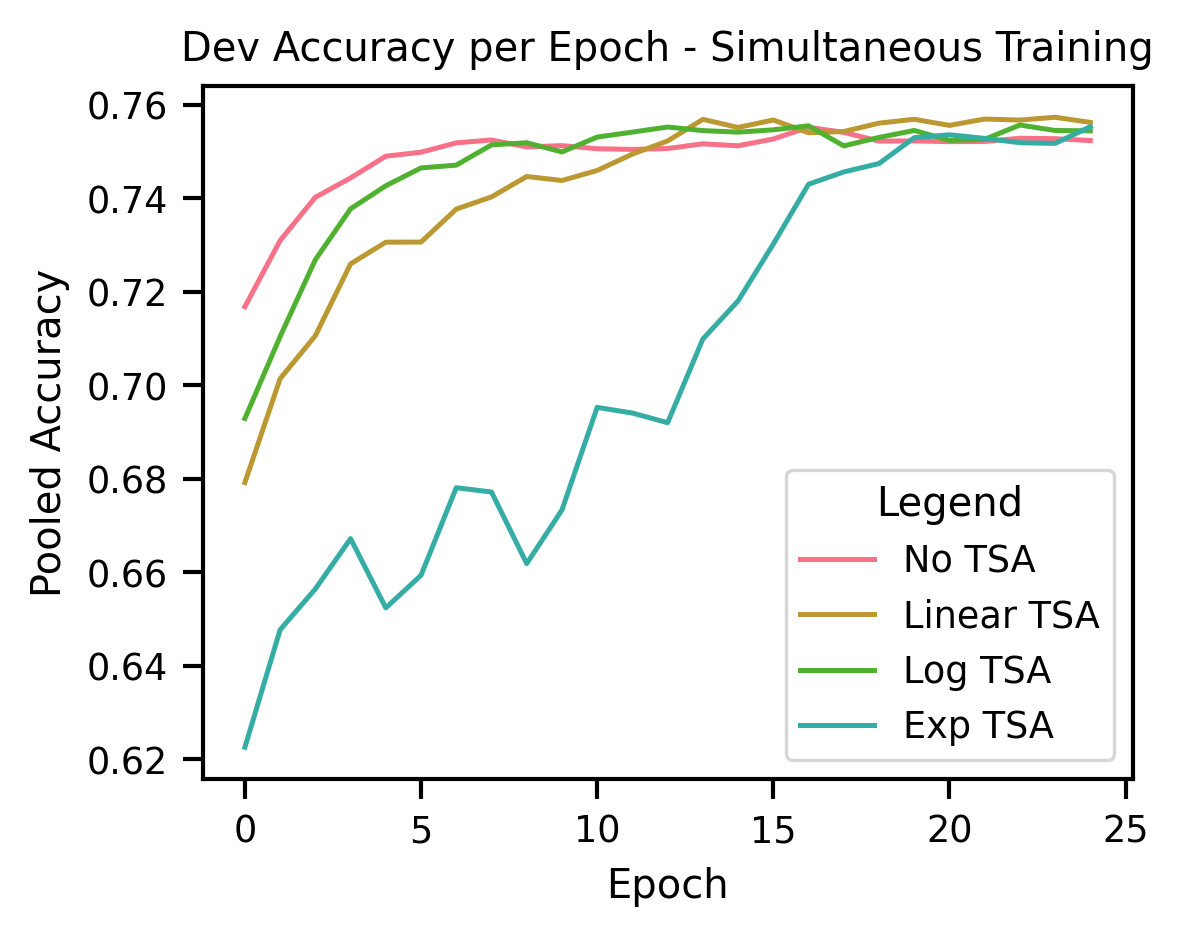 Dev Accuracy per Epoch - Simultaneous Training
0.76
0.74
0.72
0.70
0.68
0.66
0.64
0.62
Pooled Accuracy
Legend
No TSA
Linear TSA
Log TSA
Exp TSA
0 5 10 15 20 25
Epoch